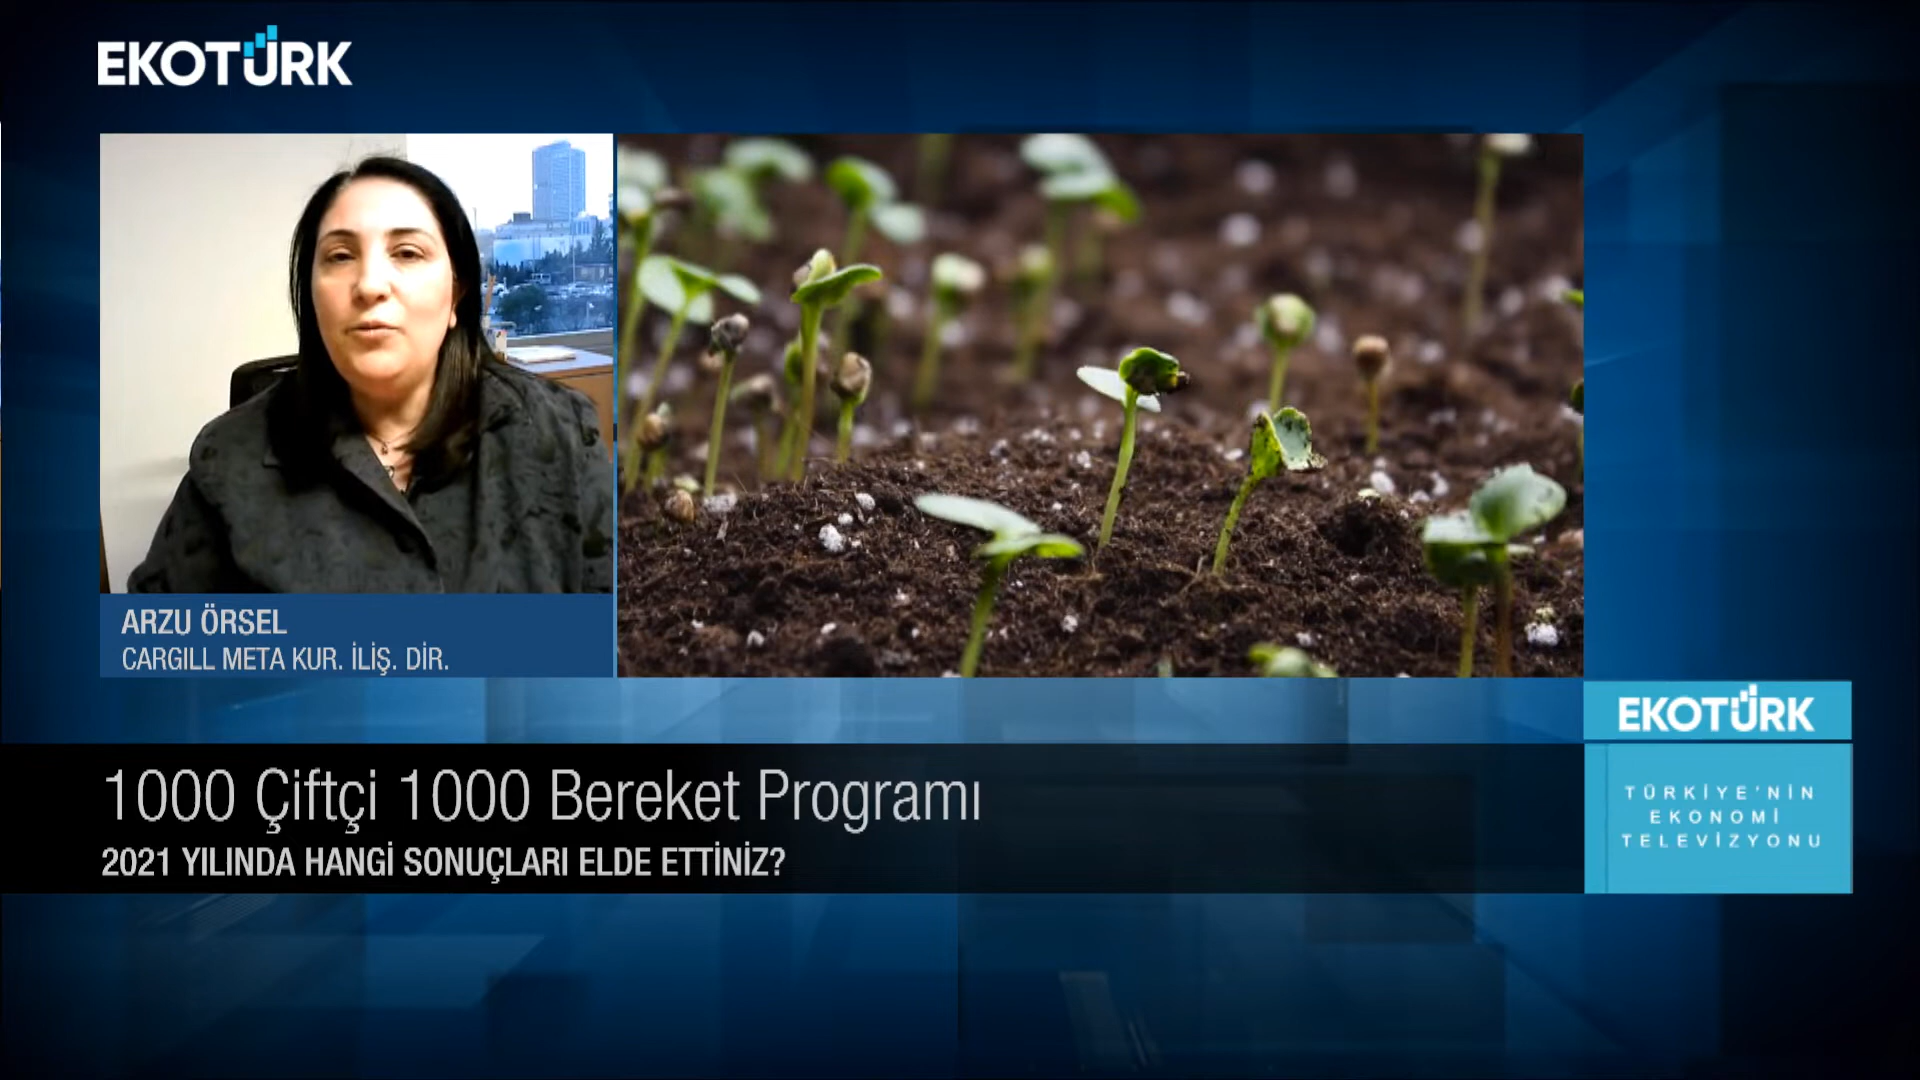 EKOTÜRK
ARZU ÖRSEL
CARGILL META KUR. İLİŞ. DİR.
EKOTÜRK
1000 Çiftçi 1000 Bereket Programı
2021 YILINDA HANGİ SONUÇLARI ELDE ETTİNİZ?
TÜRKİYE'NİN
EKONOMİ
TELEVİZYONU